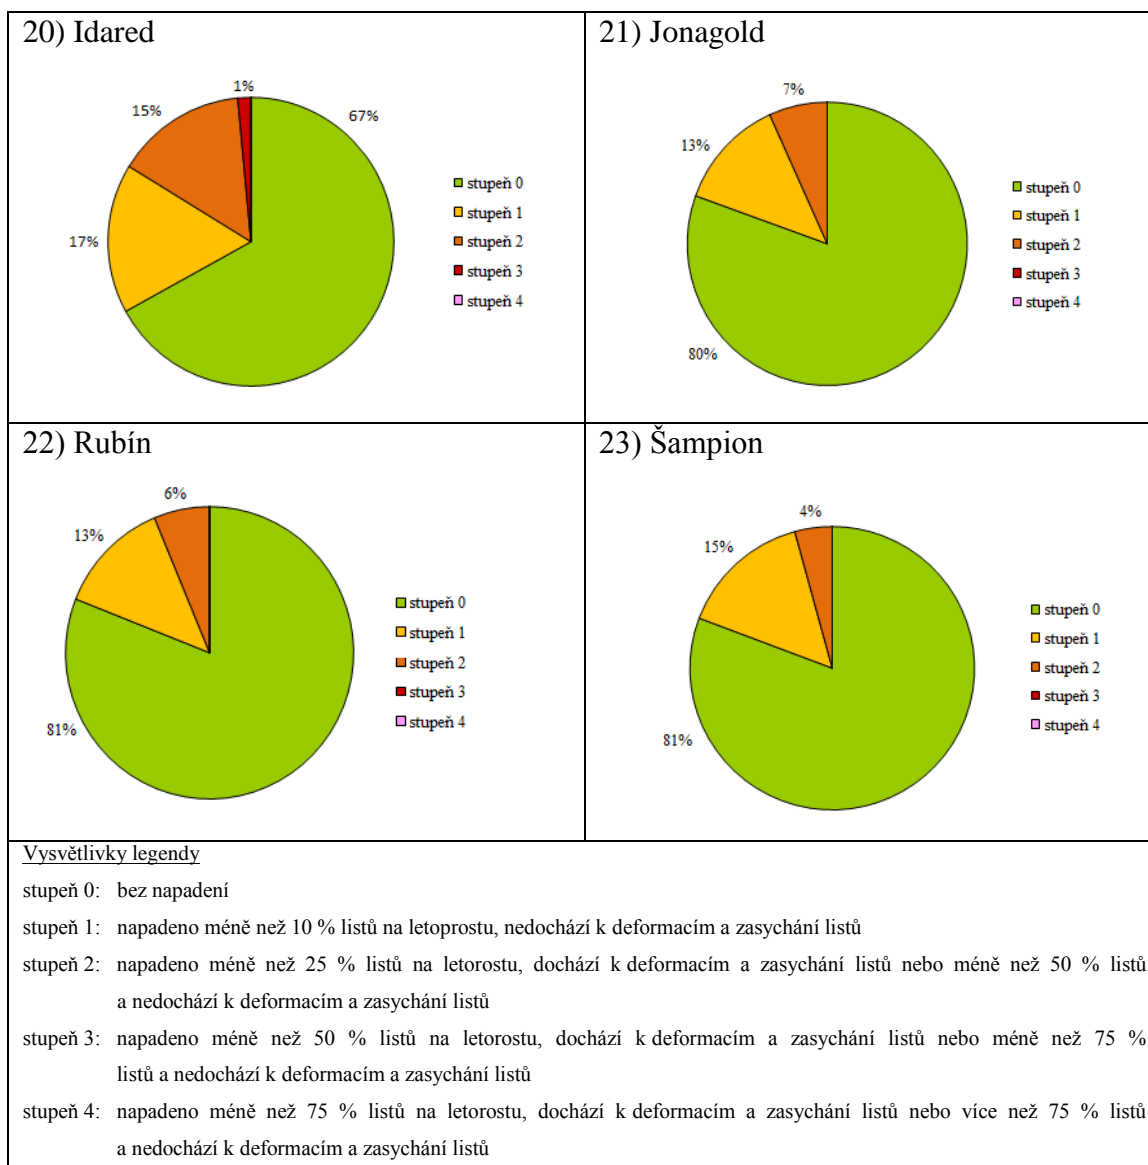 20) Idared
1%
15%
67%
17%
stupeň 0
stupeň 1
stupeň 2
stupeň 3
stupeň 4
21) Jonagold
7%
13%
80%
stupeň 0
stupeň 1
stupeň 2
stupeň 3
stupeň 4
22) Rubín
6%
13%
81%
stupeň 0
stupeň 1
stupeň 2
stupeň 3
stupeň 4
23) Šampion
4%
15%
81%
stupeň 0
stupeň 1
stupeň 2
stupeň 3
stupeň 4
Vysvětlivky legendy
stupeň 0: bez napadení
stupeň 1: napadeno méně než 10 % listů na letoprostu, nedochází k deformacím a zasychání listů
stupeň 2: napadeno méně než 25 % listů na letorostu, dochází k deformacím a zasychání listů nebo méně než 50 % listů
a nedochází k deformacím a zasychání listů
stupeň 3: napadeno méně než 50 % listů na letorostu, dochází k deformacím a zasychání listů nebo méně než 75 %
listů a nedochází k deformacím a zasychání listů
stupeň 4: napadeno méně než 75 % listů na letorostu, dochází k deformacím a zasychání listů nebo více než 75 % listů
a nedochází k deformacím a zasychání listů